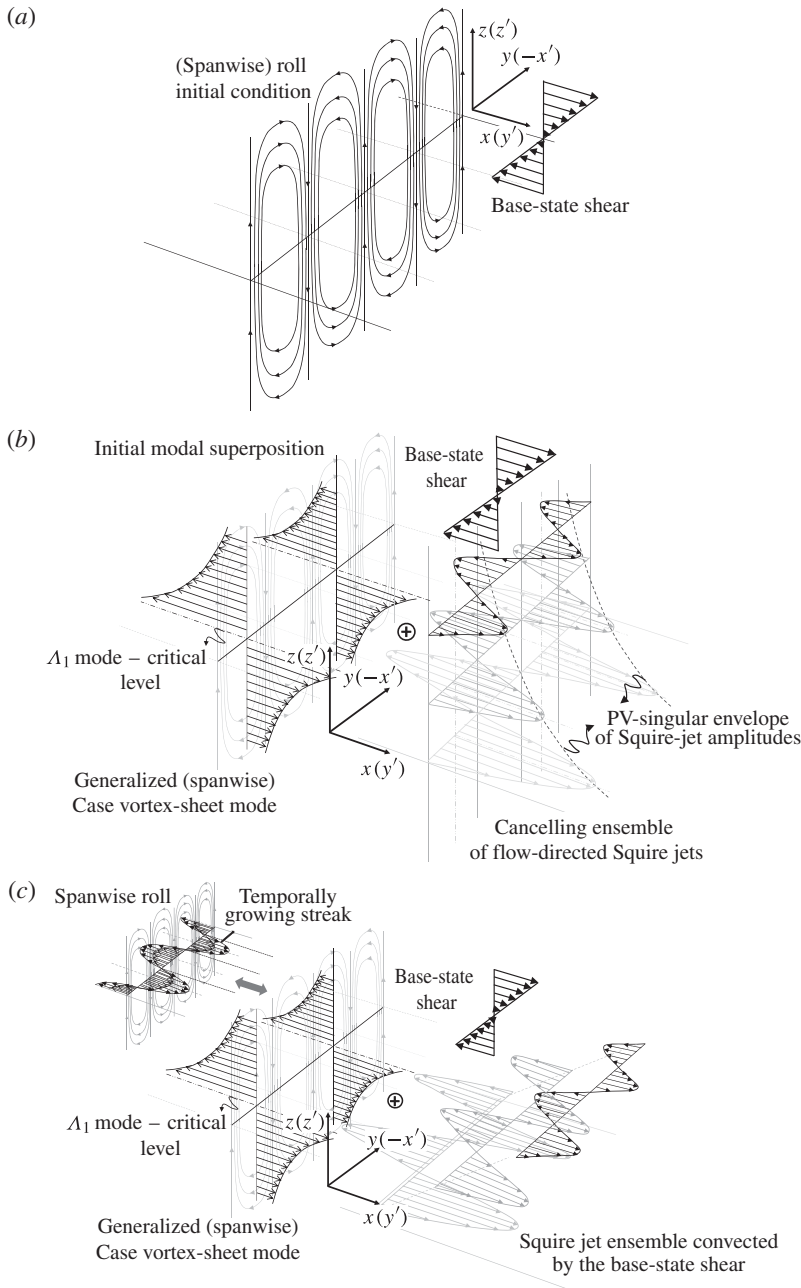 (a)
z(z′)
y(−x′)
(Spanwise) roll
initial condition
x(y′)
Base-state shear
(b)
Initial modal superposition
Base-state
shear
Λ1 mode – critical
level
z(z′)
y(−x′)
PV-singular envelope
of Squire-jet amplitudes
x(y′)
Generalized (spanwise)
Case vortex-sheet mode
Cancelling ensemble
of flow-directed Squire jets
(c)
Spanwise roll
Temporally
growing streak
Base-state
shear
Λ1 mode – critical
level
z(z′)
y(−x′)
x(y′)
Generalized (spanwise)
Case vortex-sheet mode
Squire jet ensemble convected
by the base-state shear